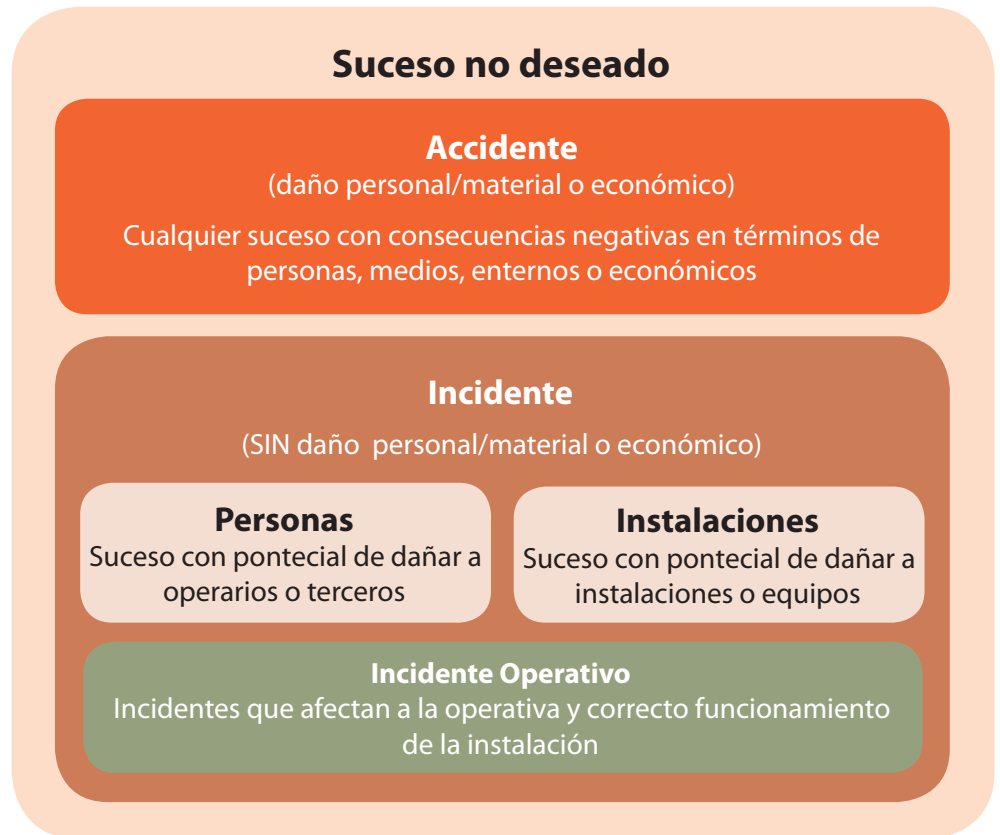 Suceso no deseado
Accidente
(daño personal/material o económico)
Cualquier suceso con consecuencias negativas en términos de
personas, medios, enternos o económicos
Incidente
(SIN daño personal/material o económico)
Personas
Suceso con pontecial de dañar a
operarios o terceros
Instalaciones
Suceso con pontecial de dañar a
instalaciones o equipos
Incidente Operativo
Incidentes que afectan a la operativa y correcto funcionamiento
de la instalación